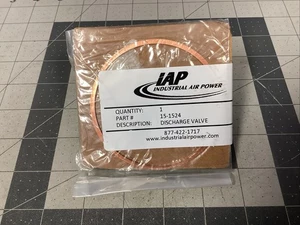 IAP
INDUSTRIAL AIR POWER
QUANTITY: 1
PART # 15-1524
DESCRIPTION: DISCHARGE VALVE
877-422-1717
www.industrialairpower.com